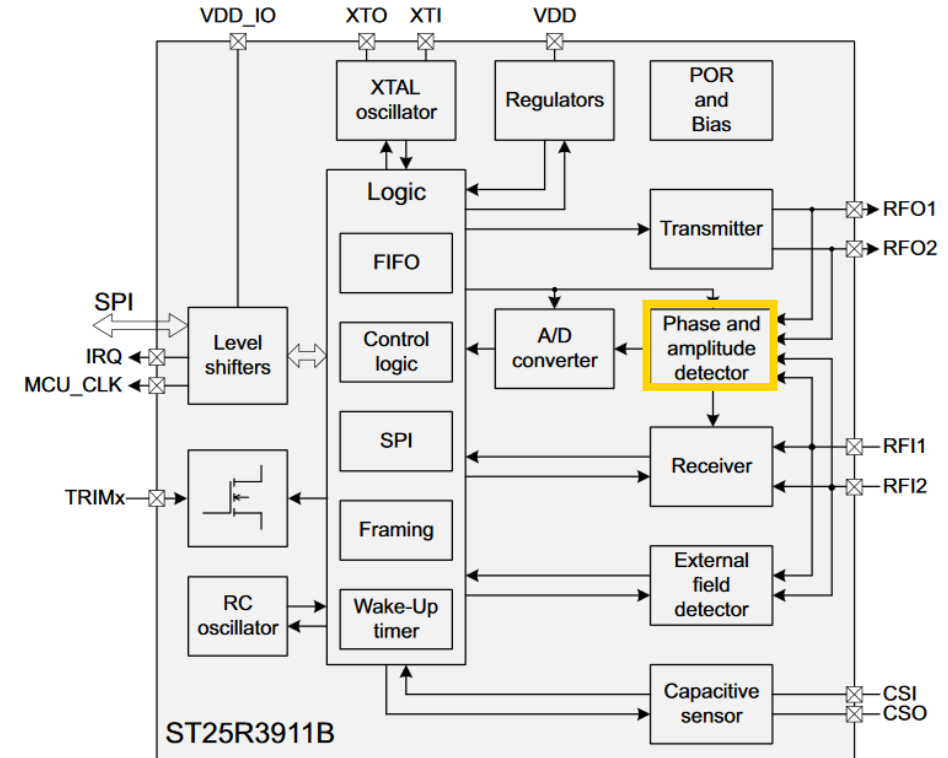 VDD_IO
XTO
XTI
VDD
XTAL
oscillator
Regulators
POR
and
Bias
Logic
Transmitter
RFO1
RFO2
FIFO
SPI
Level
shifters
IRQ
MCU_CLK
Control
logic
A/D
converter
Phase and
amplitude
detector
SPI
Receiver
RFI1
RFI2
TRIMx
Framing
External
field
detector
RC
oscillator
Wake-Up
timer
Capacitive
sensor
CSI
CSO
ST25R3911B